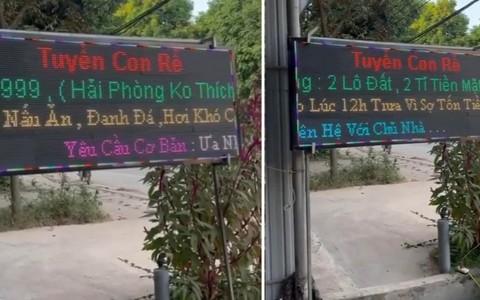 Tuyển Con Rể
999 , ( Hải Phòng Ko Thích
Nấu Ăn , Đanh Đá ,Hơi Khó C
Yêu Cầu Cơ Bản : Ưa N
Tuyển Con Rể
g : 2 Lô Đất , 2 Tỉ Tiền Mặ
Lúc 12h Trưa Vì Sợ Tốn Tiề
ên Hệ Với Chủ Nhà . . .